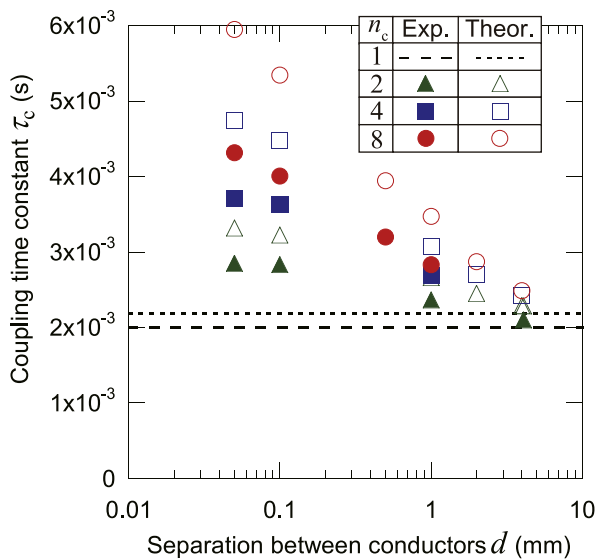 6x10⁻³
5x10⁻³
4x10⁻³
3x10⁻³
2x10⁻³
1x10⁻³
0
Coupling time constant τc (s)
nc Exp. Theor.
1
2
4
8
0.01 0.1 1 10
Separation between conductors d (mm)